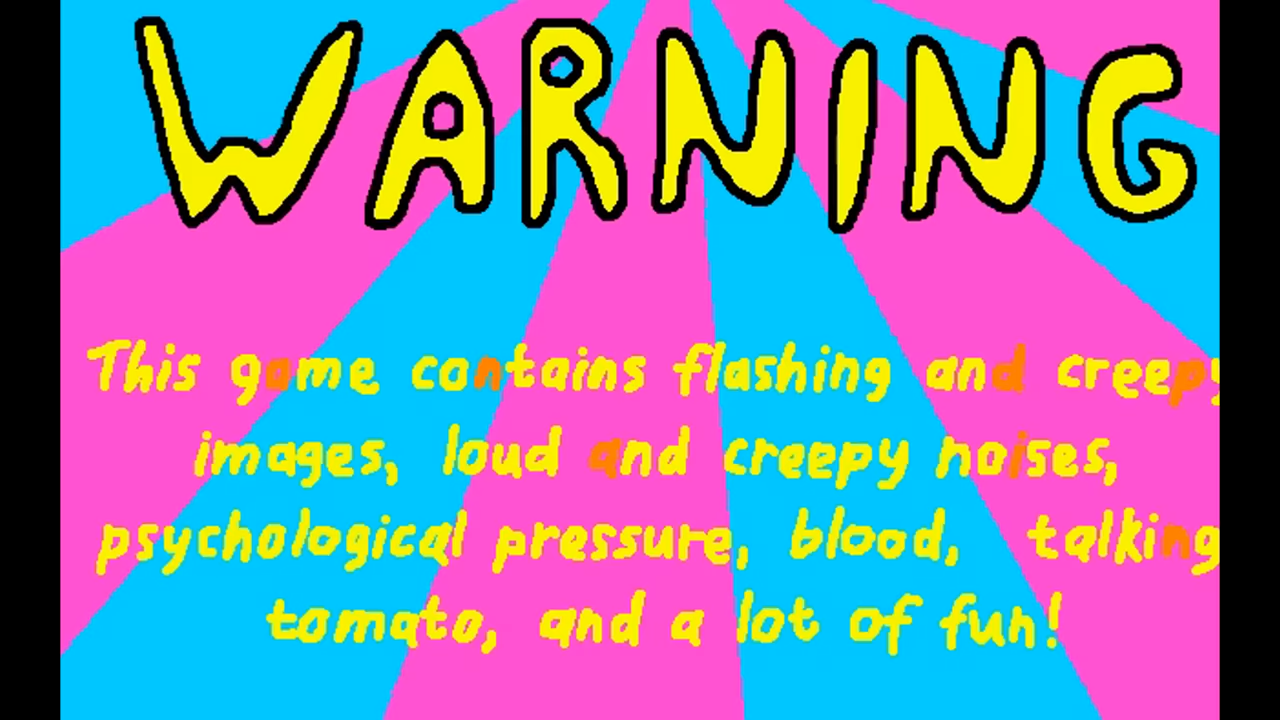 WARNING
This game contains flashing and creepy
images, loud and creepy noises,
psychological pressure, blood, talking
tomato, and a lot of fun!